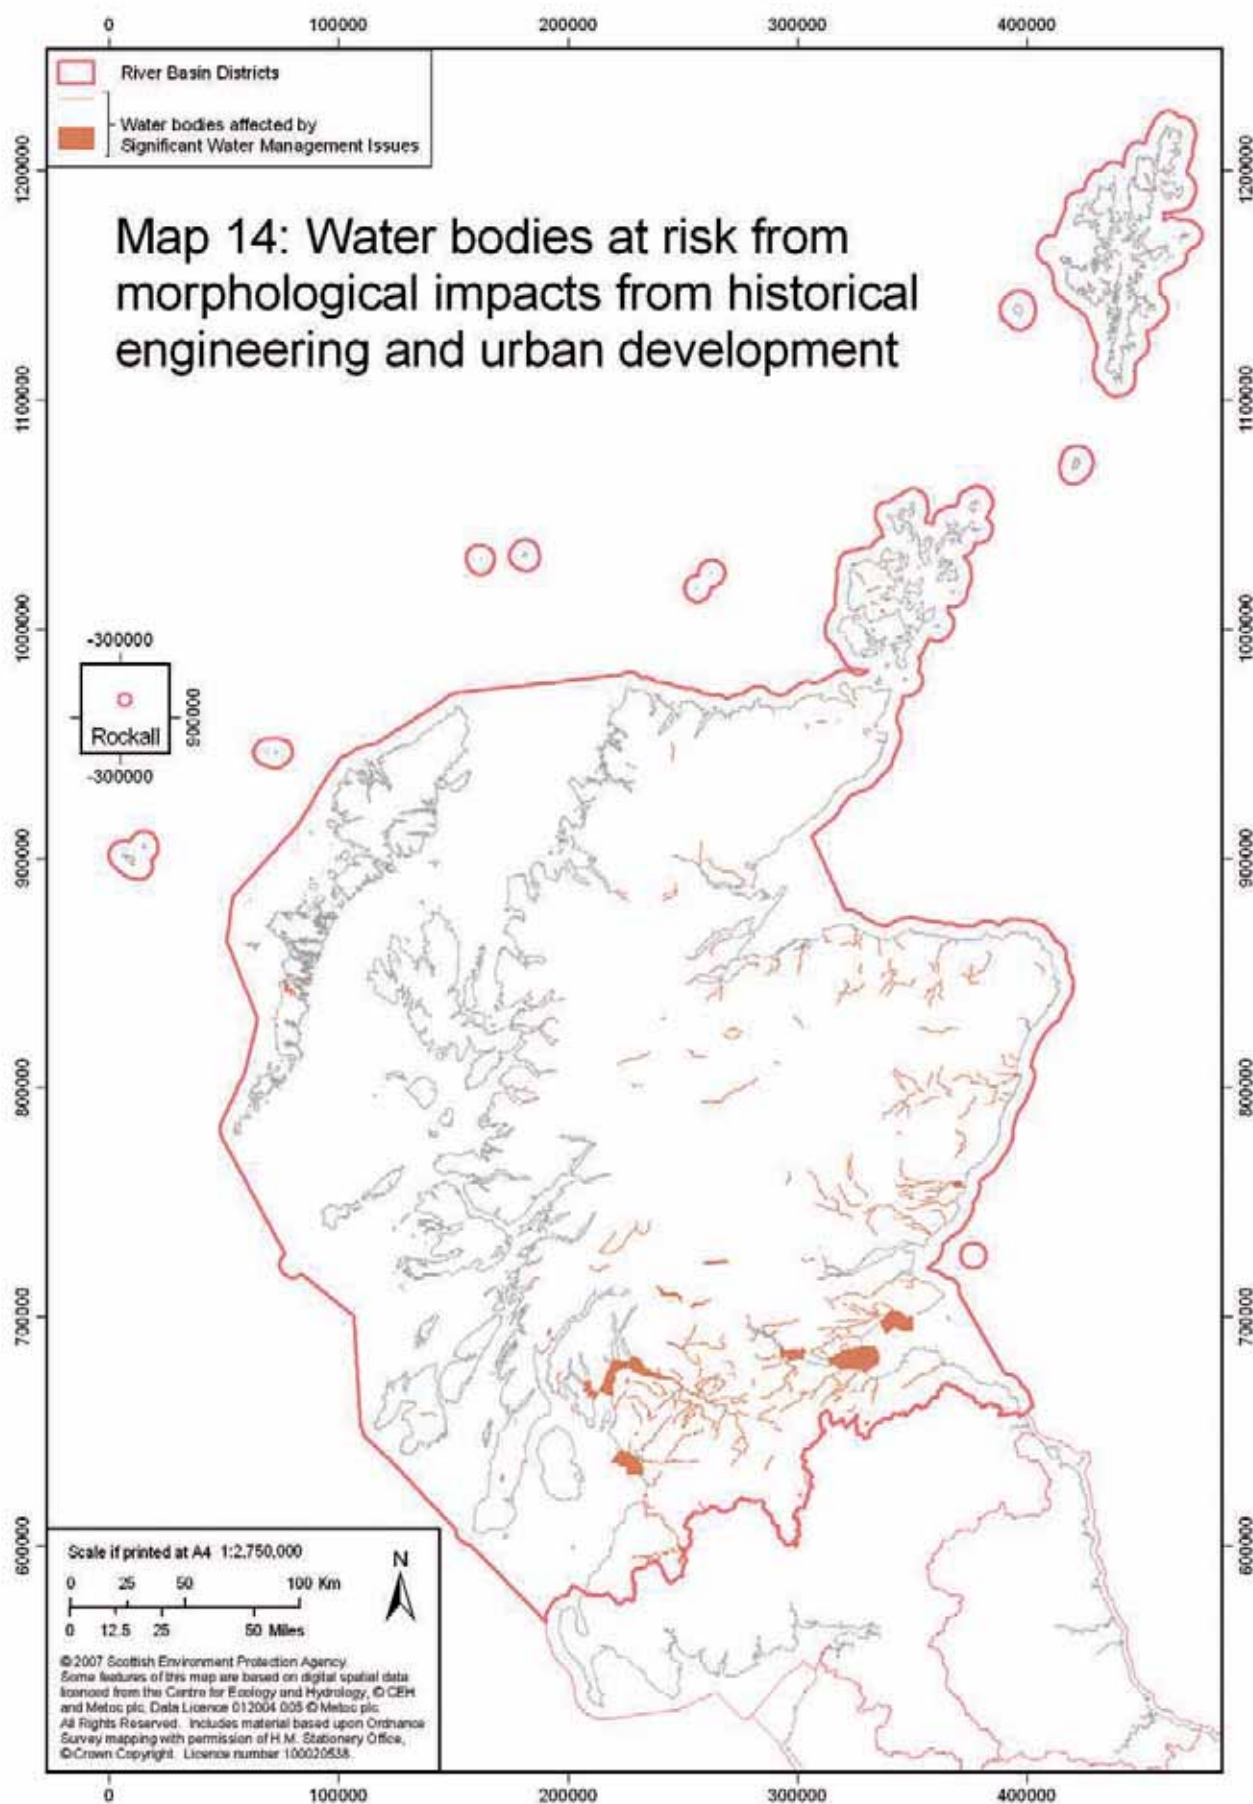 0 100000 200000 300000 400000
River Basin Districts
Water bodies affected by
Significant Water Management Issues
Map 14: Water bodies at risk from
morphological impacts from historical
engineering and urban development
1200000 1200000
1100000 1100000
1000000 1000000
-300000
900000
Rockall
-300000
900000 900000
800000 800000
700000 700000
600000 600000
Scale if printed at A4 1:2,750,000
0 25 50 100 Km
N
0 12.5 25 50 Miles
©2007 Scottish Environment Protection Agency.
Some features of this map are based on digital spatial data
licenced from the Centre for Ecology and Hydrology, © CEH
and Metoc plc, Data Licence 012004.005 © Metoc plc.
All Rights Reserved. Includes material based upon Ordnance
Survey mapping with permission of H.M. Stationery Office,
©Crown Copyright. Licence number 100020538.
0 100000 200000 300000 400000